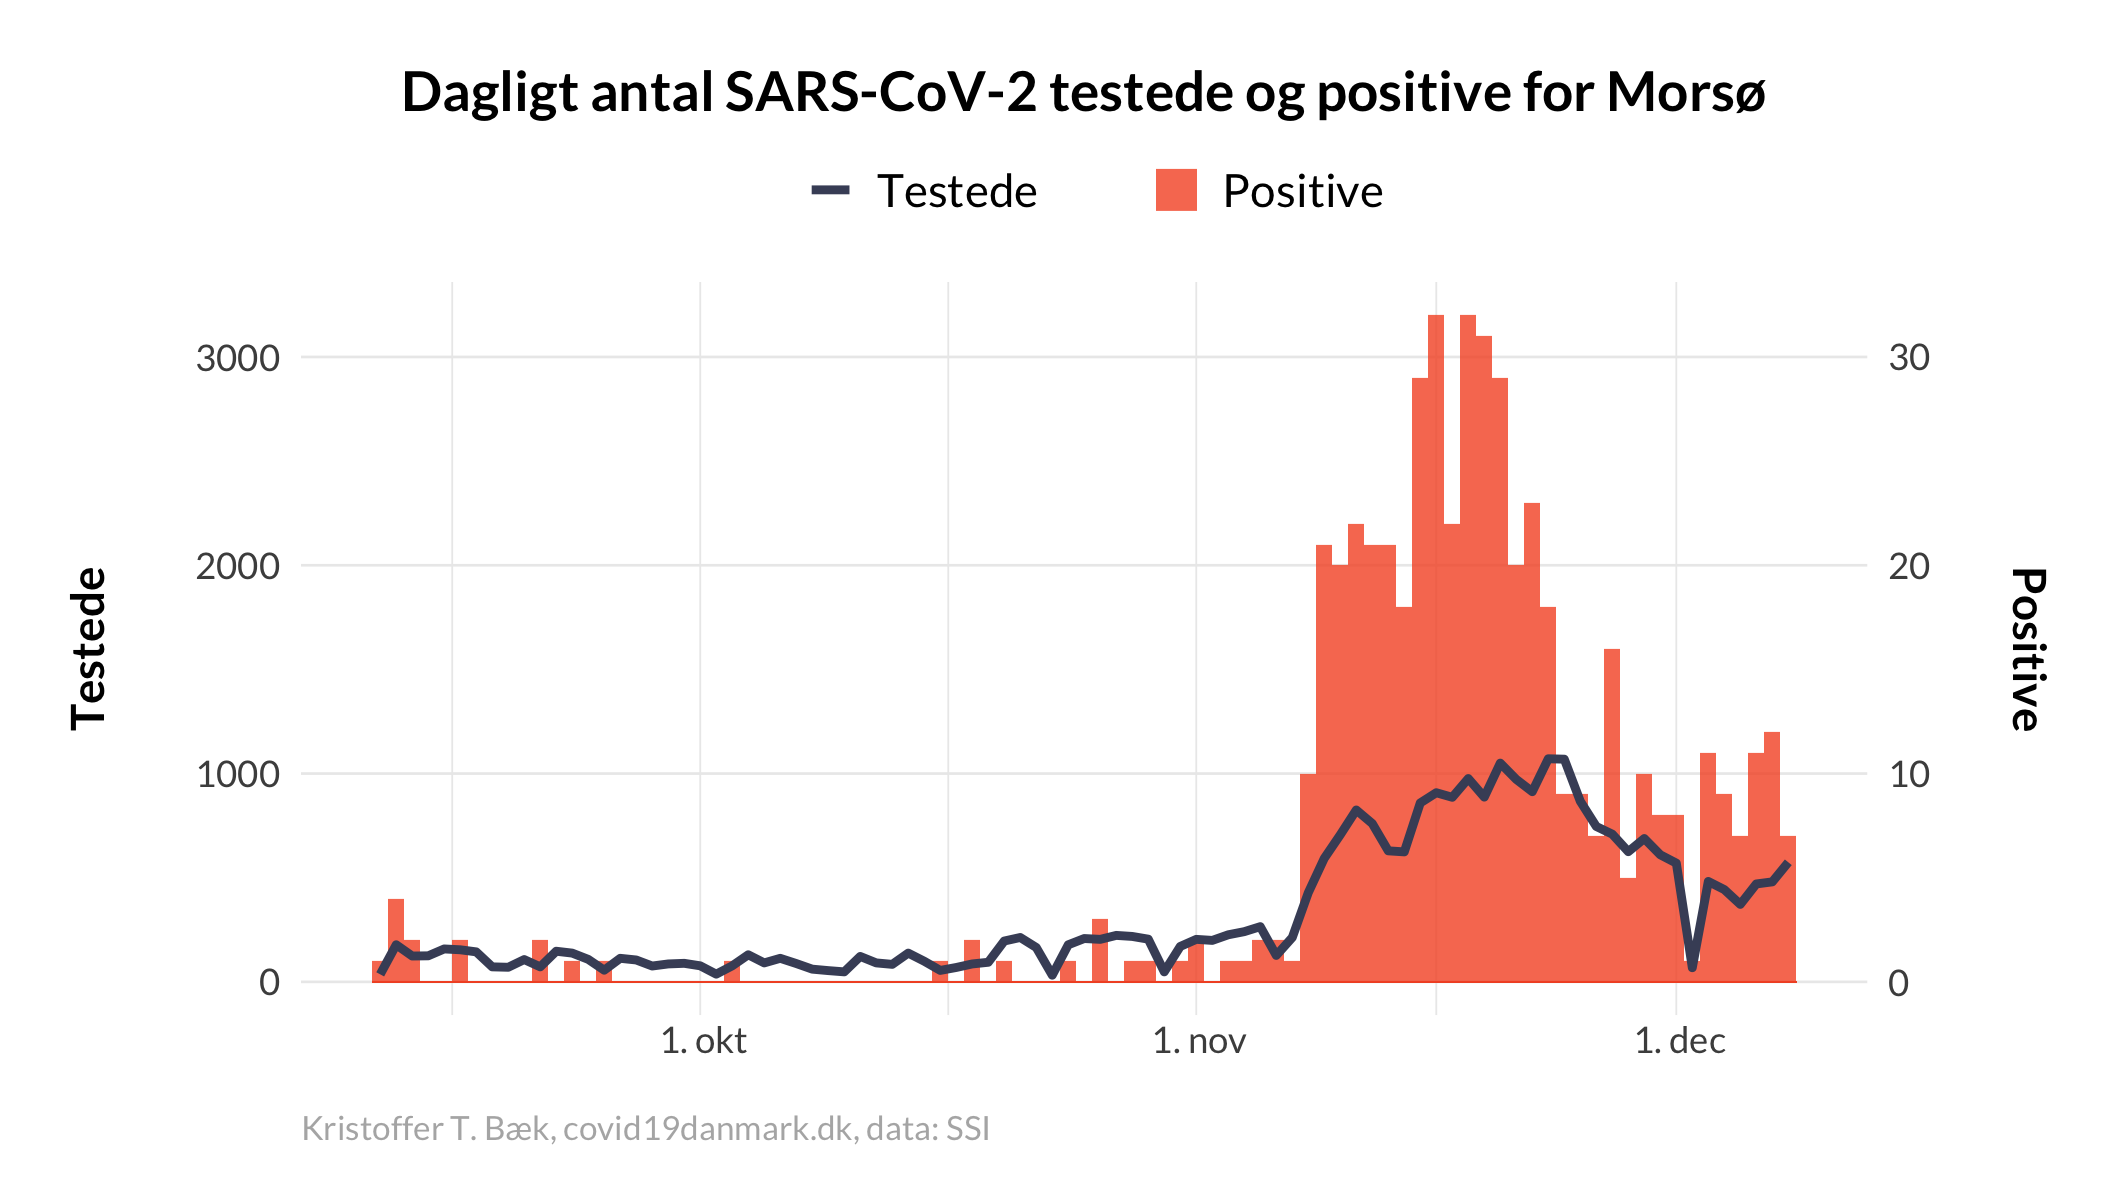 Dagligt antal SARS-CoV-2 testede og positive for Morsø
Testede Positive
Testede
3000
2000
1000
0
30
20
10
0
Positive
1. okt 1. nov 1. dec
Kristoffer T. Bæk, covid19danmark.dk, data: SSI